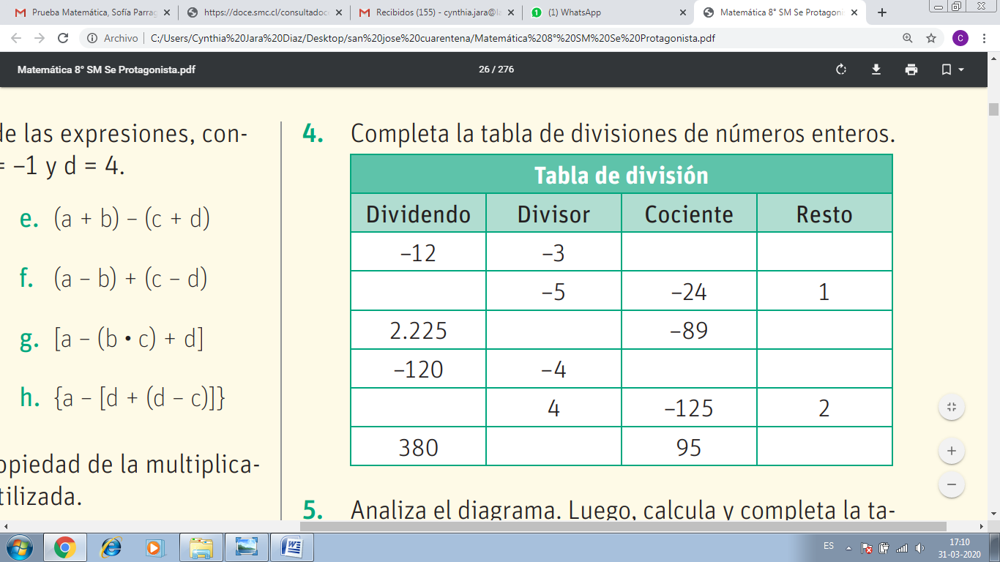 Prueba Matemática, Sofía Parrag
https://doce.smc.cl/consultadoc
Recibidos (155) - cynthia.jara@la
(1) WhatsApp
Matemática 8° SM Se Protagonis
Archivo
C:/Users/Cynthia%20Jara%20Diaz/Desktop/san%20jose%20cuarentena/Matemática%208°%20SM%20Se%20Protagonista.pdf
C
Matemática 8° SM Se Protagonista.pdf
26 / 276
de las expresiones, con-
= –1 y d = 4.
e. (a + b) – (c + d)
f. (a – b) + (c – d)
g. [a – (b • c) + d]
h. {a – [d + (d – c)]}
opiedad de la multiplica-
tilizada.
4. Completa la tabla de divisiones de números enteros.
Tabla de división
Dividendo Divisor Cociente Resto
–12 –3
–5 –24 1
2.225 –89
–120 –4
4 –125 2
380 95
5. Analiza el diagrama. Luego, calcula y completa la ta-
ES
17:10
31-03-2020